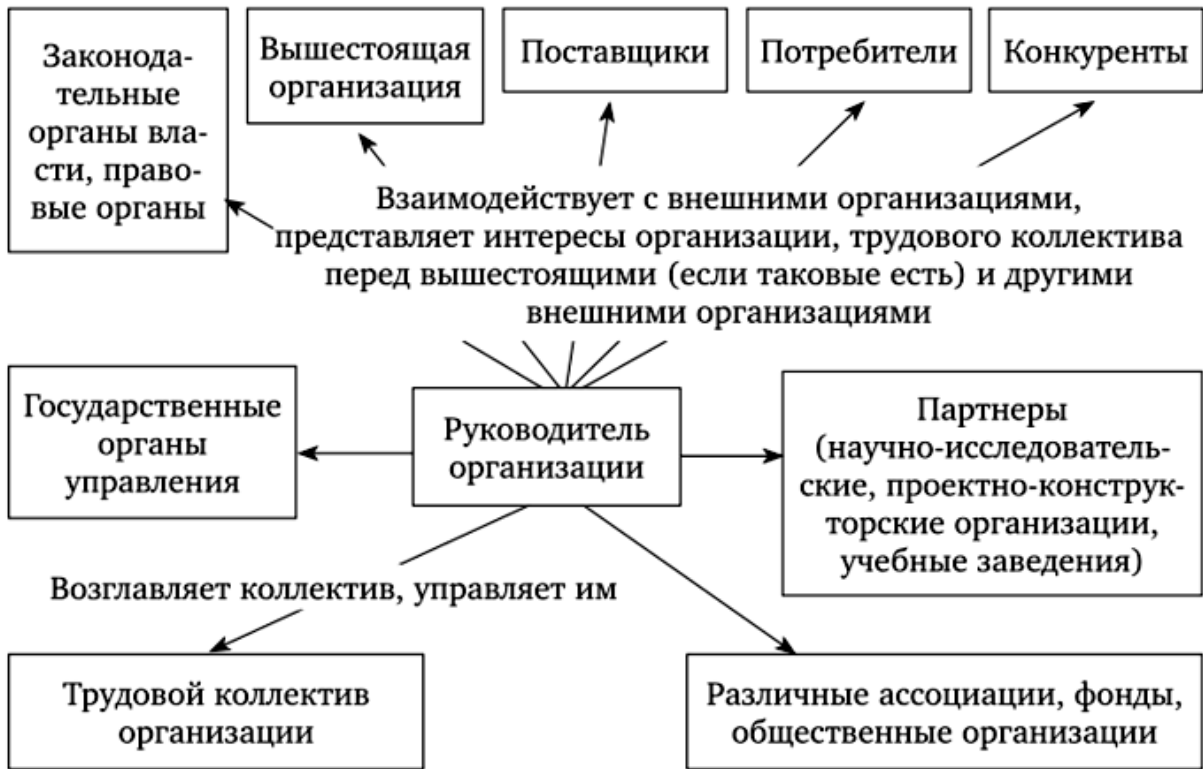 Законода-
тельные
органы вла-
сти, право-
вые органы
Вышестоящая
организация
Поставщики
Потребители
Конкуренты
Взаимодействует с внешними организациями,
представляет интересы организации, трудового коллектива
перед вышестоящими (если таковые есть) и другими
внешними организациями
Государственные
органы
управления
Руководитель
организации
Партнеры
(научно-исследователь-
ские, проектно-конструк-
торские организации,
учебные заведения)
Возглавляет коллектив, управляет им
Трудовой коллектив
организации
Различные ассоциации, фонды,
общественные организации